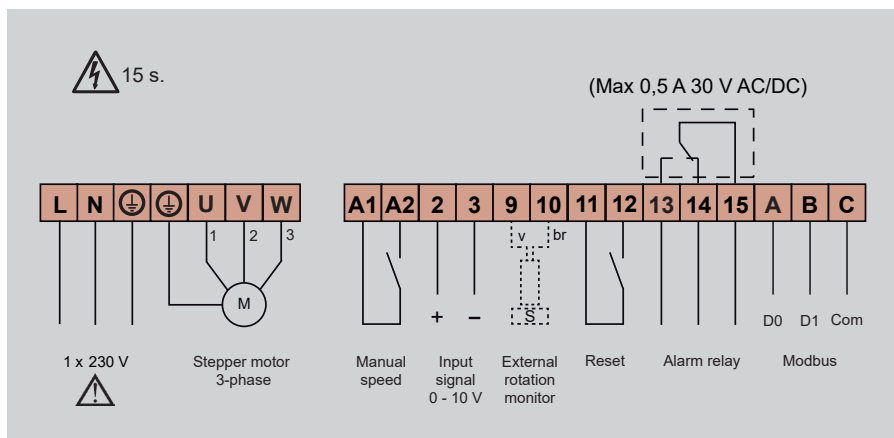 15 s.
(Max 0,5 A 30 V AC/DC)
L N U V W
A1 A2 2 3 9 10 11 12 13 14 15 A B C
1 2 3
v br
M
S
+ –
D0 D1 Com
1 x 230 V
Stepper motor
3-phase
Manual
speed
Input
signal
0 - 10 V
External
rotation
monitor
Reset
Alarm relay
Modbus